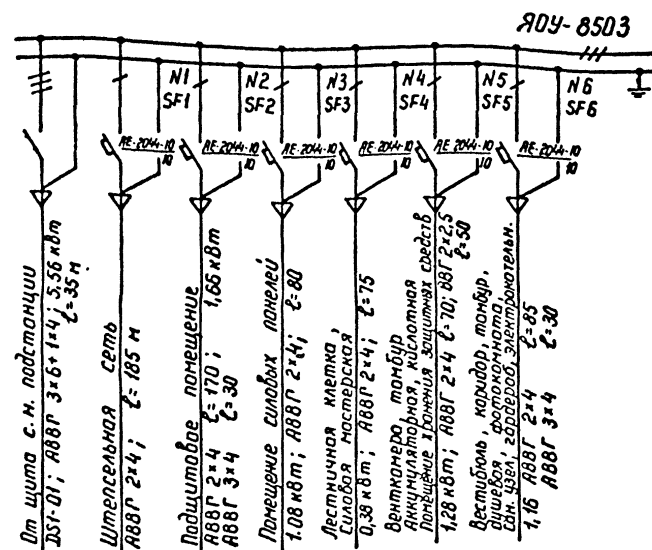 ЯОУ-8503
N1
SF1
N2
SF2
N3
SF3
N4
SF4
N5
SF5
N6
SF6
АЕ-2044-10
10
АЕ-2044-10
10
АЕ-2044-10
10
АЕ-2044-10
10
АЕ-2044-10
10
АЕ-2044-10
10
От щита с.н. подстанции
DS1-01; АВВГ 3×6+1×4; 5,56 кВт
ℓ=35 м
Штепсельная сеть
АВВГ 2×4; ℓ=185 м
Подщитовое помещение 1,66 кВт
АВВГ 2×4 ℓ=170;
АВВГ 3×4 ℓ=30
Помещение силовых панелей
1.08 кВт; АВВГ 2×4; ℓ=80
Лестничная клетка,
Силовая мастерская
0,38 кВт; АВВГ 2×4; ℓ=75
Венткамера, тамбур
Аккумуляторная, кислотная
Помещение хранения защитных средств
1,28 кВт; АВВГ 2×4 ℓ=70; ВВГ 2×2,5
ℓ=50
Вестибюль, коридор, тамбур,
душевая, фотокомната,
сан. узел, гардероб, электрокотельн.
1,16 АВВГ 2×4 ℓ=85
АВВГ 3×4 ℓ=30